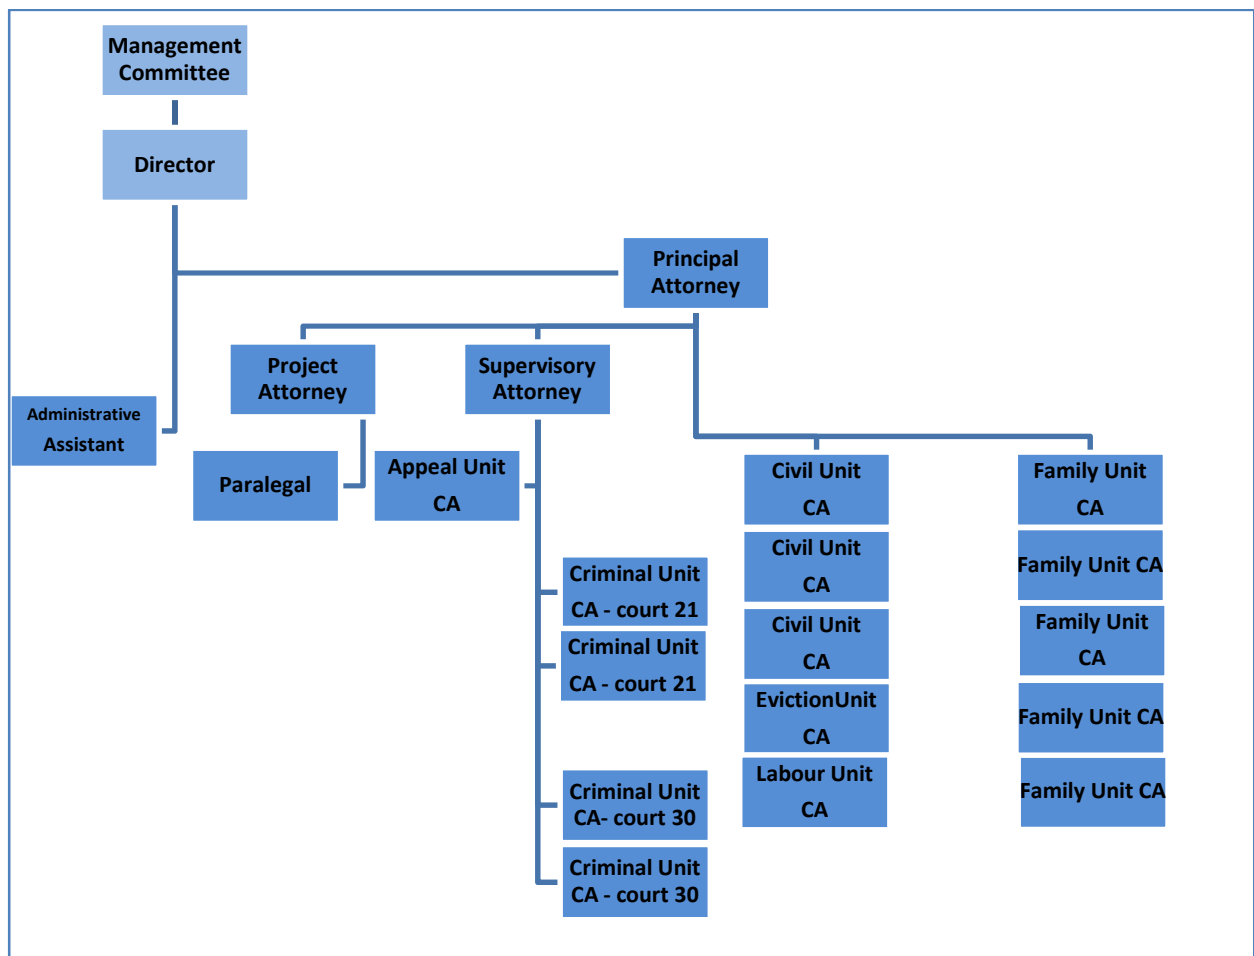 Management
Committee
Director
Principal
Attorney
Project
Attorney
Supervisory
Attorney
Administrative
Assistant
Paralegal
Appeal Unit
CA
Criminal Unit
CA - court 21
Criminal Unit
CA - court 21
Criminal Unit
CA- court 30
Criminal Unit
CA - court 30
Civil Unit
CA
Civil Unit
CA
Civil Unit
CA
EvictionUnit
CA
Labour Unit
CA
Family Unit
CA
Family Unit CA
Family Unit
CA
Family Unit CA
Family Unit CA